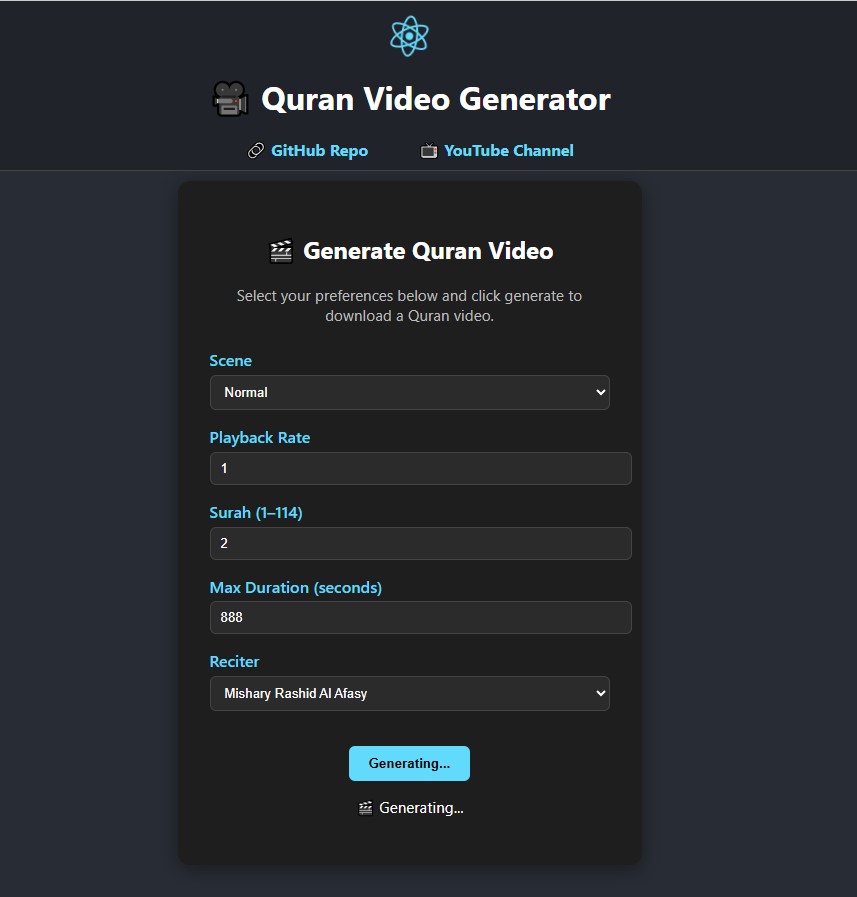 Quran Video Generator
GitHub Repo
YouTube Channel
Generate Quran Video
Select your preferences below and click generate to
download a Quran video.
Scene
Normal
Playback Rate
1
Surah (1–114)
2
Max Duration (seconds)
888
Reciter
Mishary Rashid Al Afasy
Generating...
Generating...